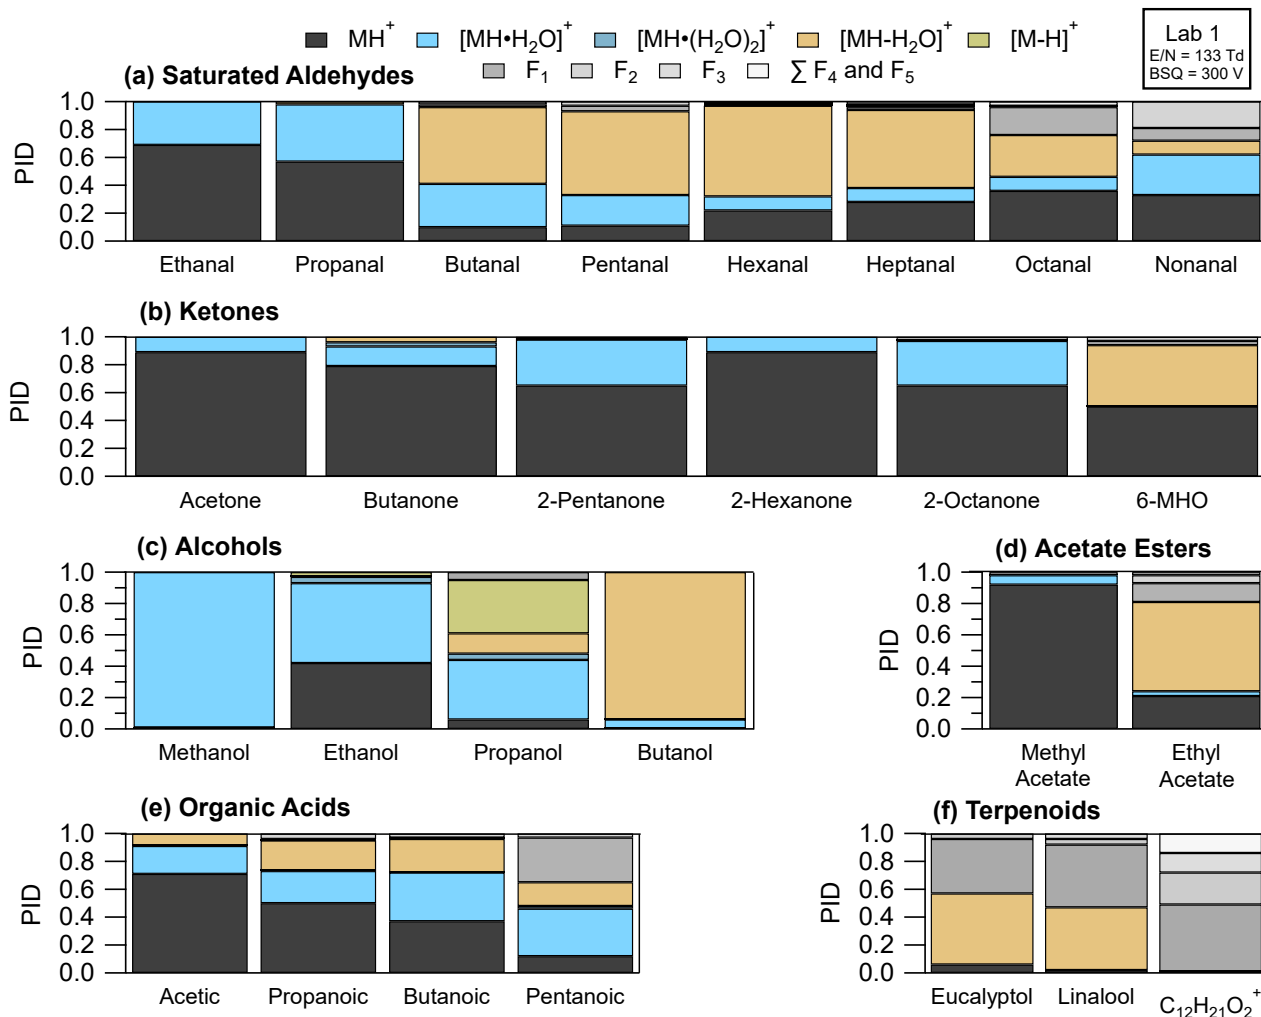 MH+ [MH•H2O]+ [MH•(H2O)2]+ [MH-H2O]+ [M-H]+
F1 F2 F3 ∑ F4 and F5
Lab 1
E/N = 133 Td
BSQ = 300 V
(a) Saturated Aldehydes
PID
1.0
0.8
0.6
0.4
0.2
0.0
Ethanal Propanal Butanal Pentanal Hexanal Heptanal Octanal Nonanal
(b) Ketones
PID
1.0
0.8
0.6
0.4
0.2
0.0
Acetone Butanone 2-Pentanone 2-Hexanone 2-Octanone 6-MHO
(c) Alcohols
PID
1.0
0.8
0.6
0.4
0.2
0.0
Methanol Ethanol Propanol Butanol
(d) Acetate Esters
PID
1.0
0.8
0.6
0.4
0.2
0.0
Methyl Acetate Ethyl Acetate
(e) Organic Acids
PID
1.0
0.8
0.6
0.4
0.2
0.0
Acetic Propanoic Butanoic Pentanoic
(f) Terpenoids
PID
1.0
0.8
0.6
0.4
0.2
0.0
Eucalyptol Linalool C12H21O2+